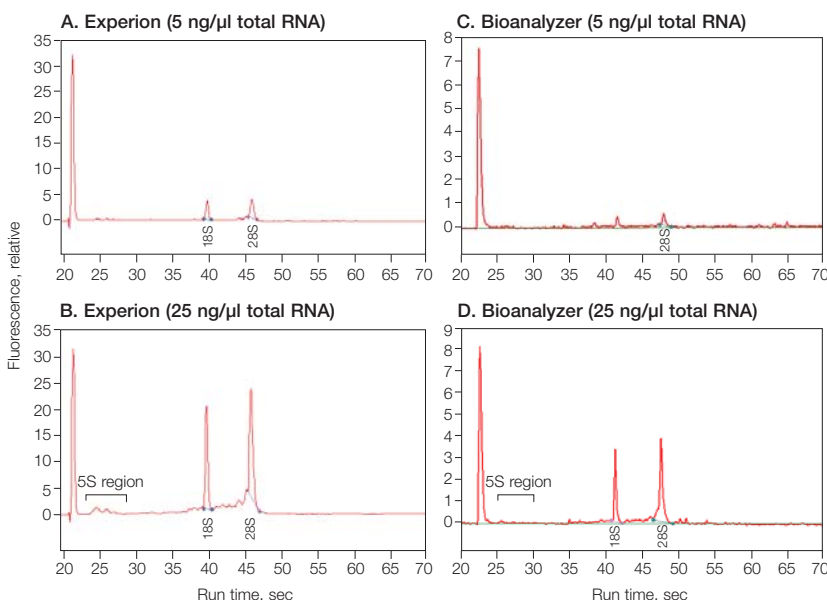 A. Experion (5 ng/µl total RNA)
35
30
25
20
15
10
5
0
18S
28S
20 25 30 35 40 45 50 55 60 65 70
C. Bioanalyzer (5 ng/µl total RNA)
8
7
6
5
4
3
2
1
0
28S
20 25 30 35 40 45 50 55 60 65 70
Fluorescence, relative
B. Experion (25 ng/µl total RNA)
35
30
25
20
15
10
5
0
5S region
18S
28S
20 25 30 35 40 45 50 55 60 65 70
Run time, sec
D. Bioanalyzer (25 ng/µl total RNA)
9
8
7
6
5
4
3
2
1
0
5S region
18S
28S
20 25 30 35 40 45 50 55 60 65 70
Run time, sec